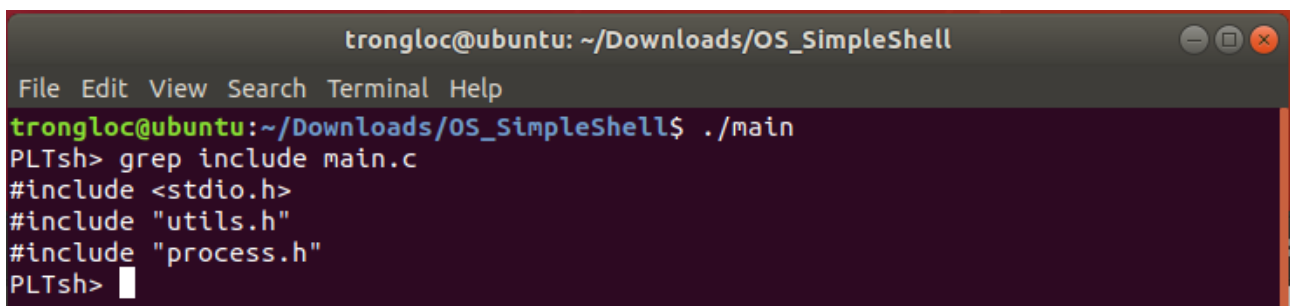 trongloc@ubuntu: ~/Downloads/OS_SimpleShell
File Edit View Search Terminal Help
trongloc@ubuntu:~/Downloads/OS_SimpleShell$ ./main
PLTsh> grep include main.c
#include <stdio.h>
#include "utils.h"
#include "process.h"
PLTsh>